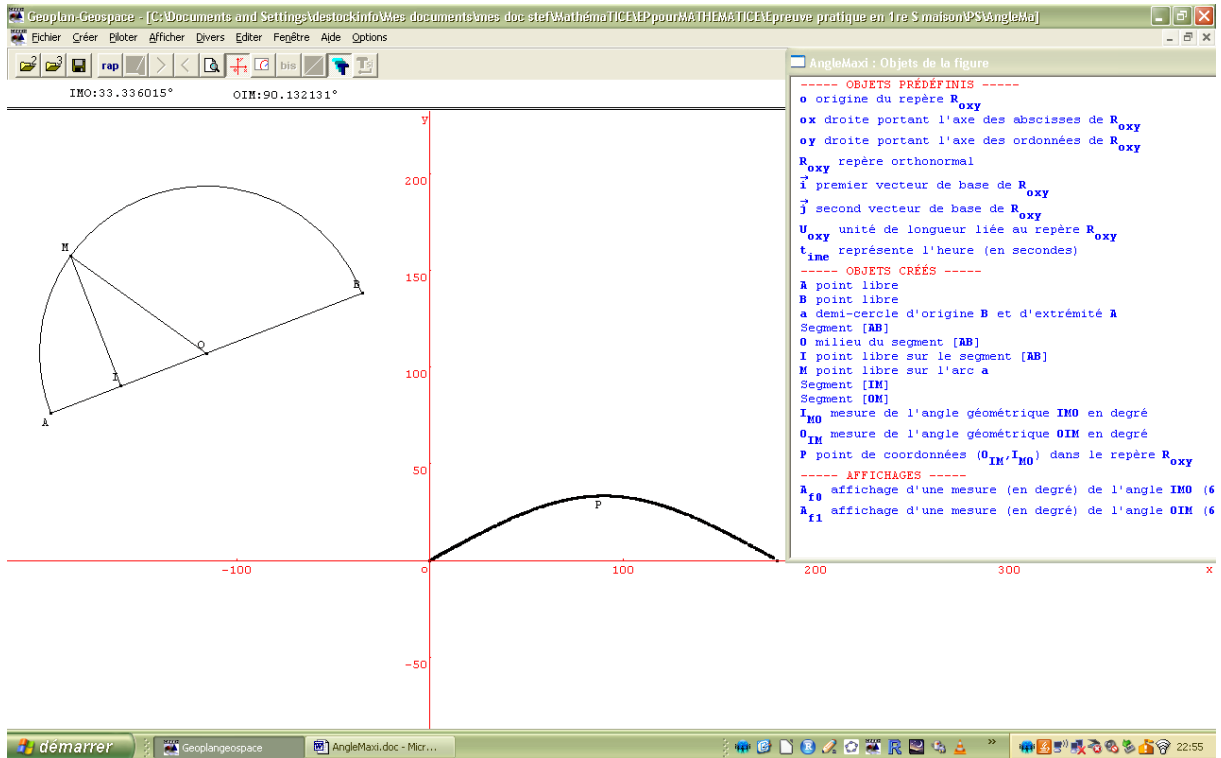 Geoplan-Geospace - [C:\Documents and Settings\destockinfo\Mes documents\mes doc stef\MathémaTICE\EPpourMATHEMATICE\Epreuve pratique en 1re S maison\PS\AngleMa]
Fichier Créer Piloter Afficher Divers Editer Fenêtre Aide Options
rap bis
IMO:33.336015° OIM:90.132131°
AngleMaxi : Objets de la figure
----- OBJETS PRÉDÉFINIS -----
o origine du repère Roxy
ox droite portant l'axe des abscisses de Roxy
oy droite portant l'axe des ordonnées de Roxy
Roxy repère orthonormal
i premier vecteur de base de Roxy
j second vecteur de base de Roxy
Uoxy unité de longueur liée au repère Roxy
time représente l'heure (en secondes)
----- OBJETS CRÉÉS -----
A point libre
B point libre
a demi-cercle d'origine B et d'extrémité A
Segment [AB]
O milieu du segment [AB]
I point libre sur le segment [AB]
M point libre sur l'arc a
Segment [IM]
Segment [OM]
IMO mesure de l'angle géométrique IMO en degré
OIM mesure de l'angle géométrique OIM en degré
P point de coordonnées (OIM,IMO) dans le repère Roxy
----- AFFICHAGES -----
Af0 affichage d'une mesure (en degré) de l'angle IMO (6
Af1 affichage d'une mesure (en degré) de l'angle OIM (6
y
200
M
150
B
O
100
I
A
50
P
-100 o 100 200 300 x
-50
démarrer Geoplangeospace AngleMaxi.doc - Micr... 22:55